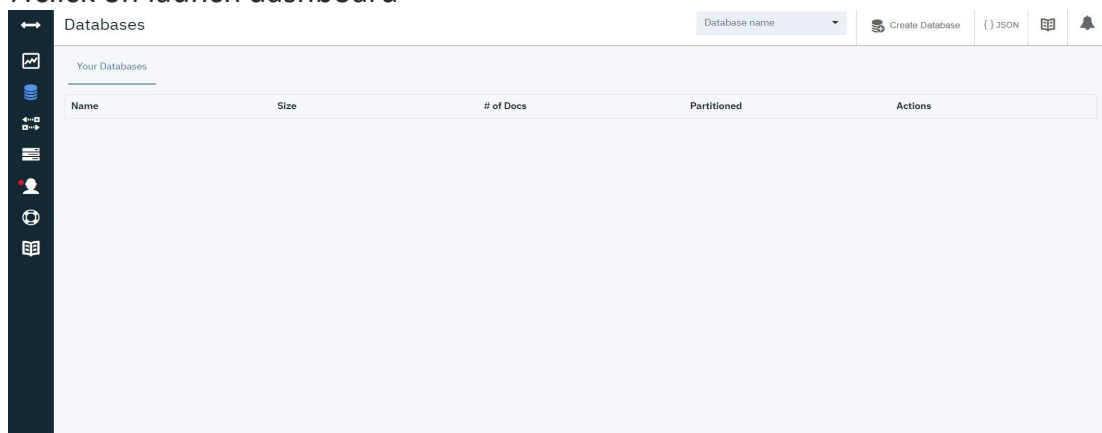 Databases
Database name
Create Database
{ } JSON
Your Databases
Name Size # of Docs Partitioned Actions